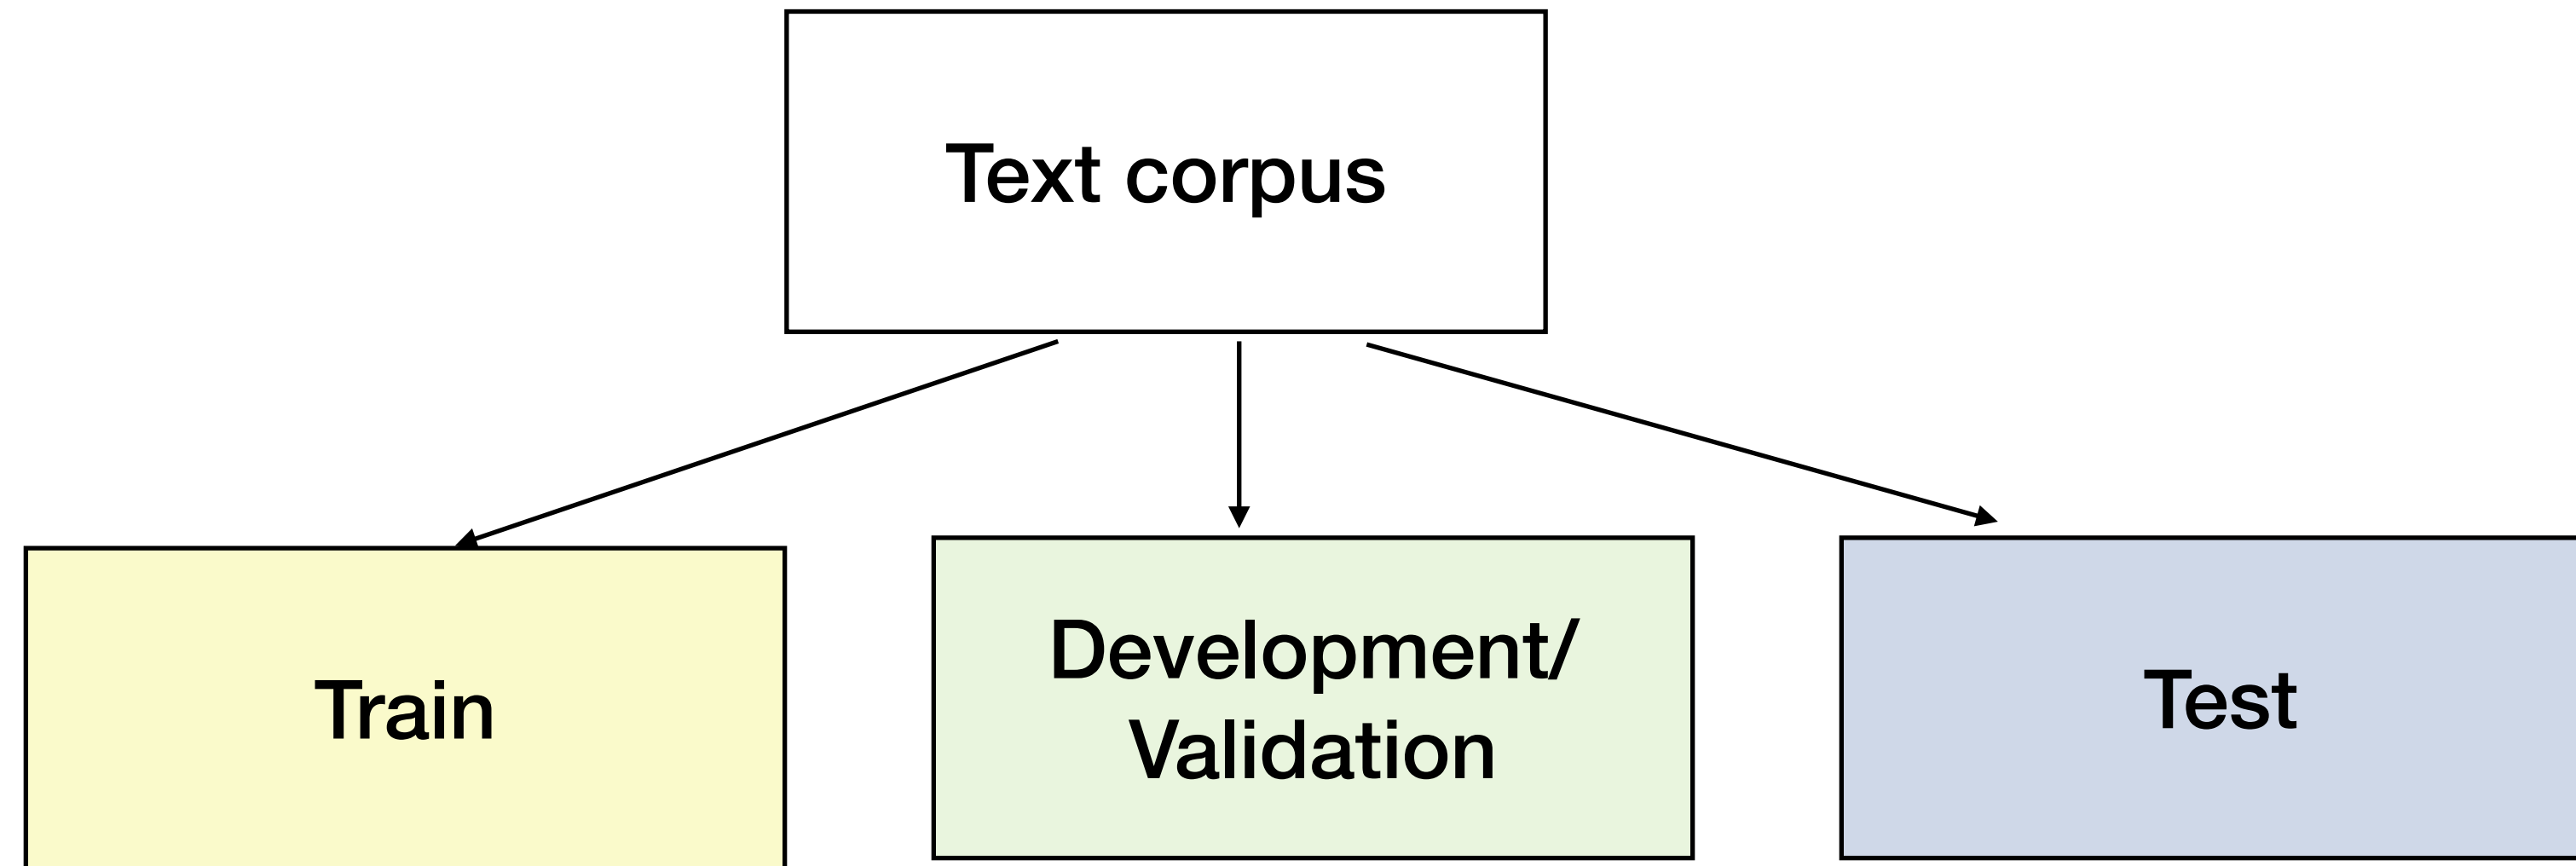 Text corpus
Train
Development/
Validation
Test